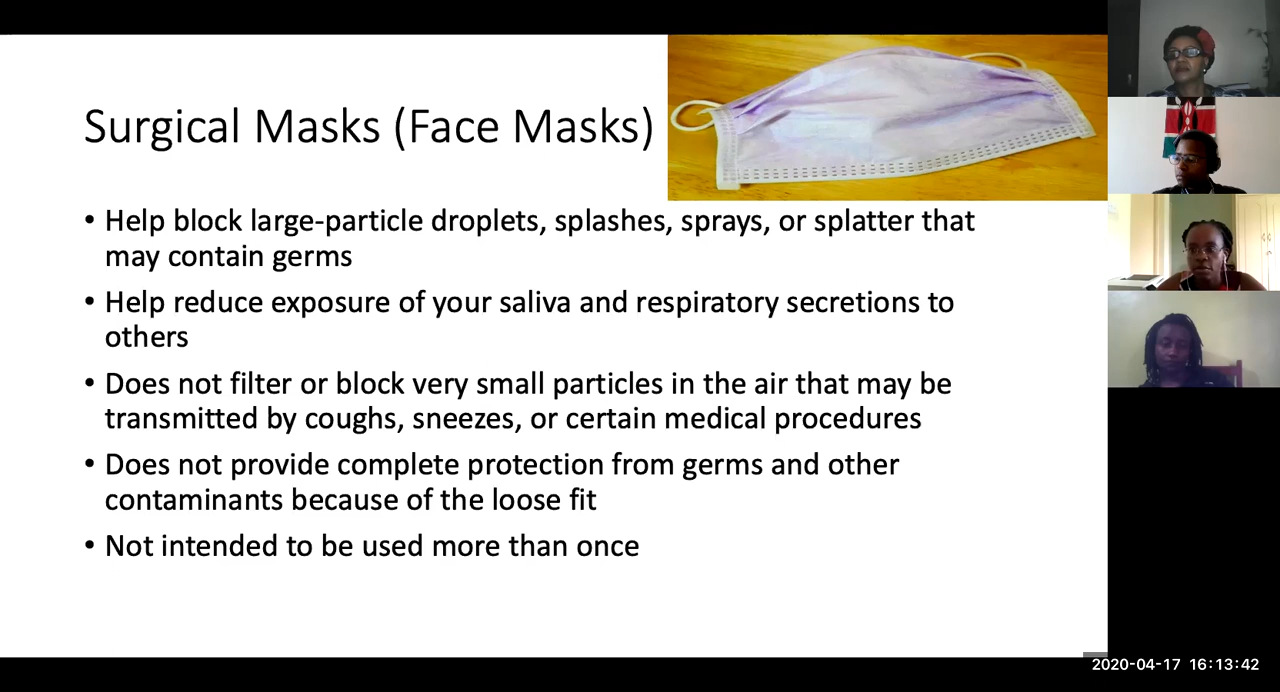 Surgical Masks (Face Masks)
• Help block large-particle droplets, splashes, sprays, or splatter that
may contain germs
• Help reduce exposure of your saliva and respiratory secretions to
others
• Does not filter or block very small particles in the air that may be
transmitted by coughs, sneezes, or certain medical procedures
• Does not provide complete protection from germs and other
contaminants because of the loose fit
• Not intended to be used more than once
2020-04-17 16:13:42